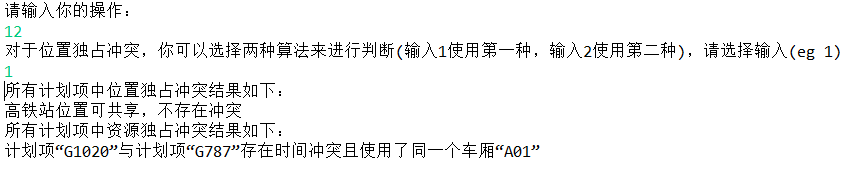 请输入你的操作：
12
对于位置独占冲突，你可以选择两种算法来进行判断(输入1使用第一种，输入2使用第二种)，请选择输入(eg 1)
1
所有计划项中位置独占冲突结果如下：
高铁站位置可共享，不存在冲突
所有计划项中资源独占冲突结果如下：
计划项“G1020”与计划项“G787”存在时间冲突且使用了同一个车厢“A01”